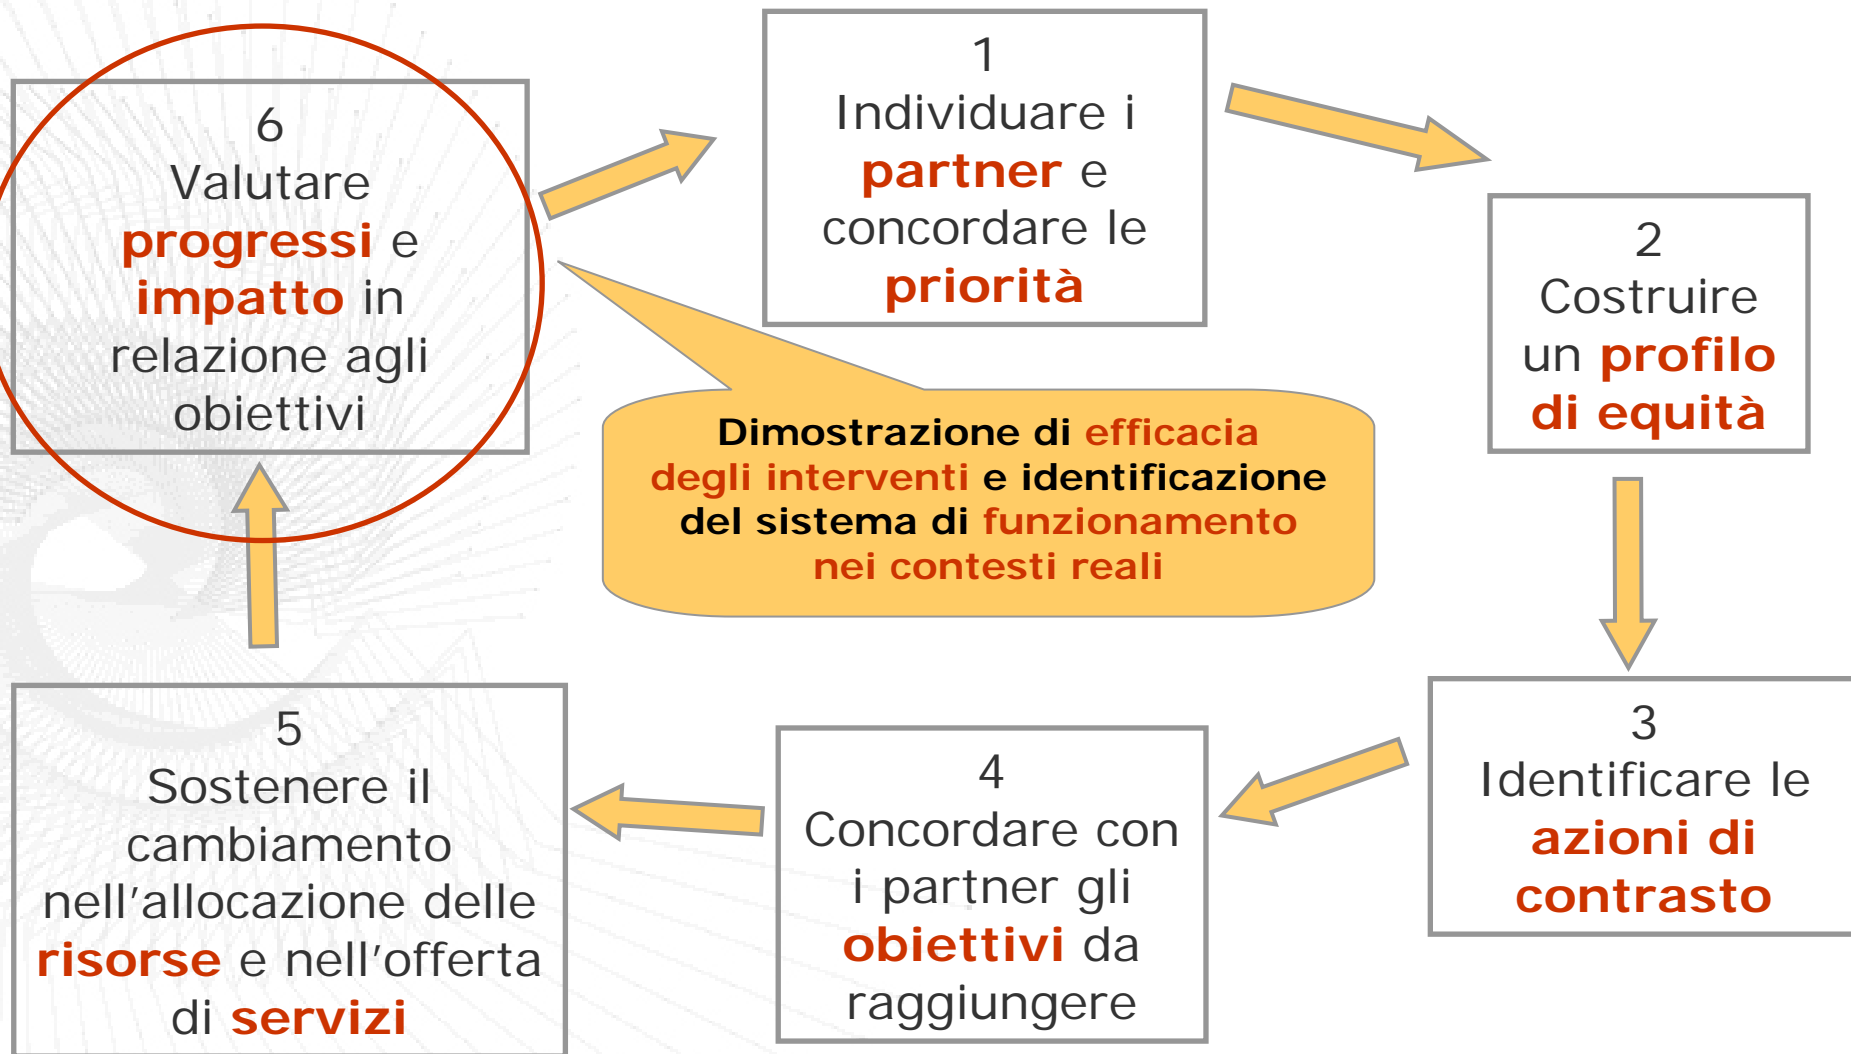 1
Individuare i
partner e
concordare le
priorità
2
Costruire
un profilo
di equità
3
Identificare le
azioni di
contrasto
4
Concordare con
i partner gli
obiettivi da
raggiungere
5
Sostenere il
cambiamento
nell'allocazione delle
risorse e nell'offerta
di servizi
6
Valutare
progressi e
impatto in
relazione agli
obiettivi
Dimostrazione di efficacia
degli interventi e identificazione
del sistema di funzionamento
nei contesti reali